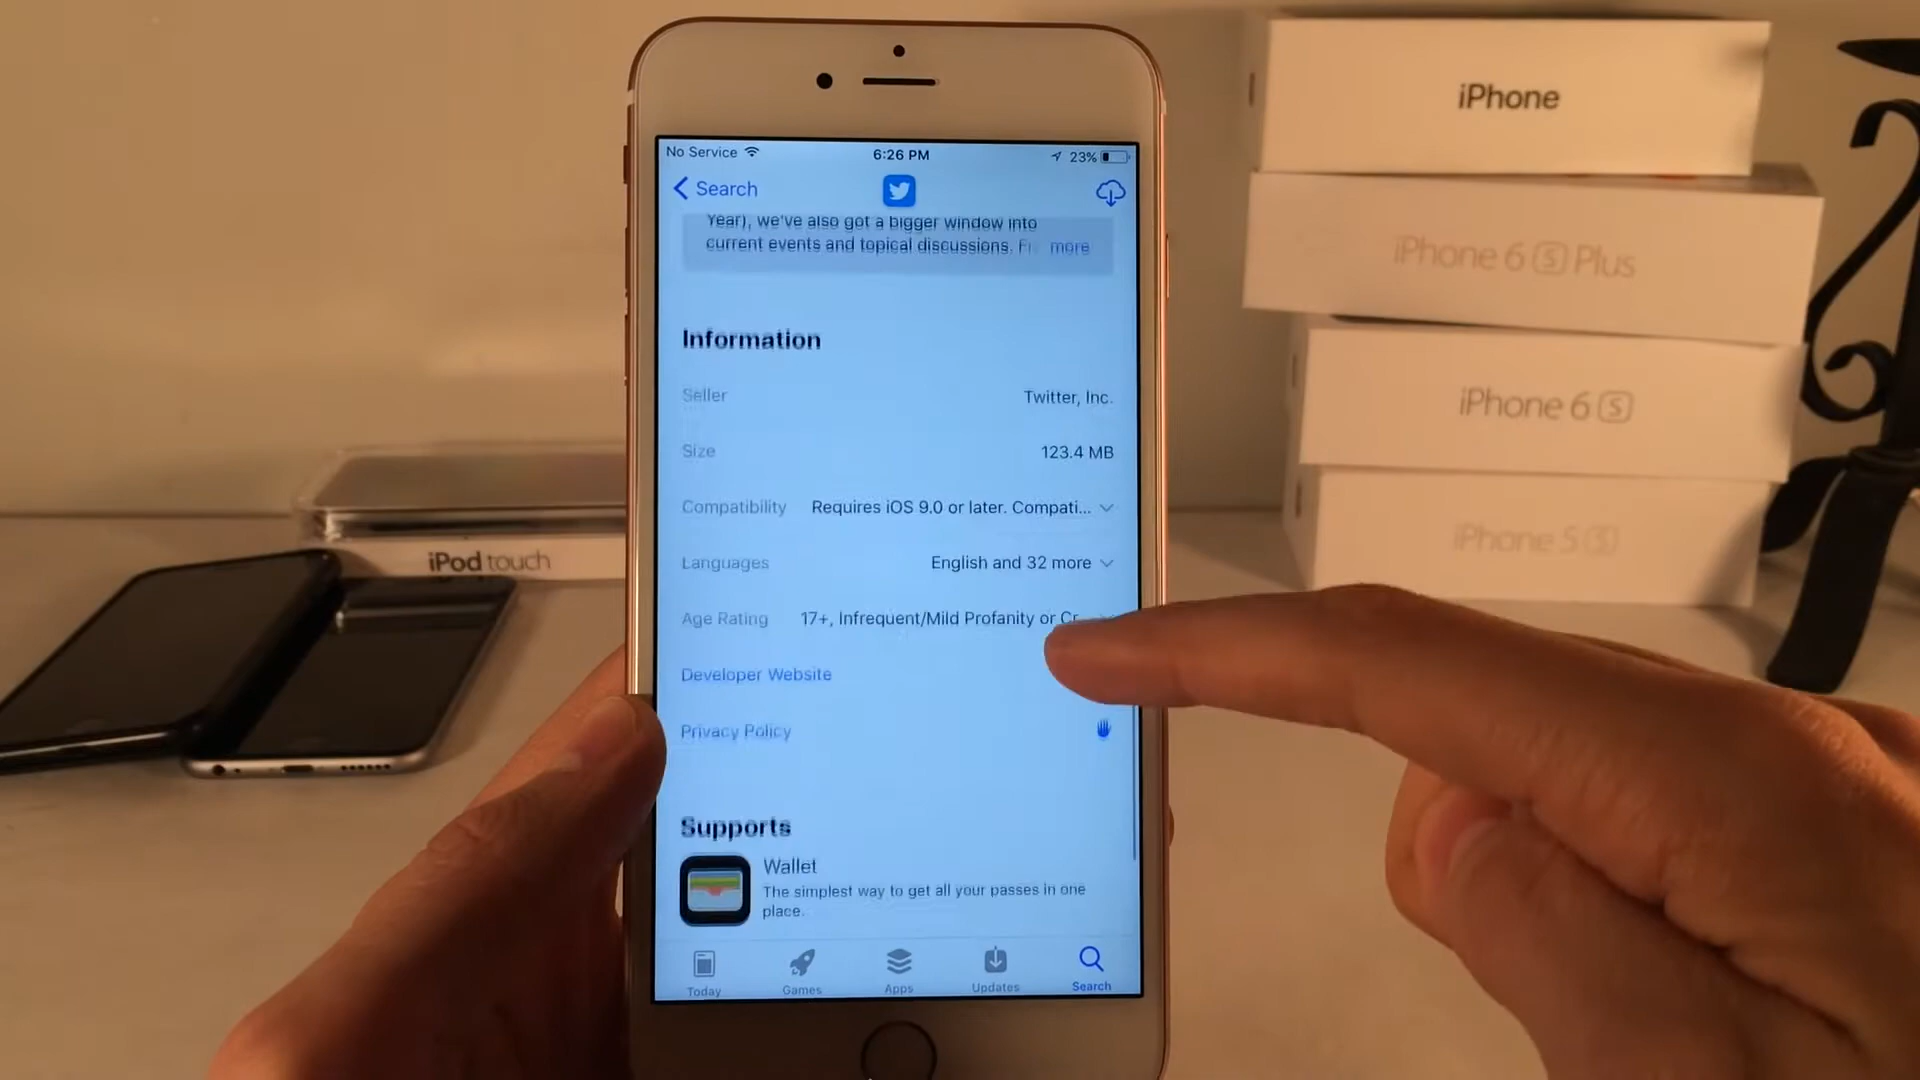 No Service
6:26 PM
23%
Search
Year), we've also got a bigger window into
current events and topical discussions. Fr more
Information
Seller Twitter, Inc.
Size 123.4 MB
Compatibility Requires iOS 9.0 or later. Compati...
Languages English and 32 more
Age Rating 17+, Infrequent/Mild Profanity or Cr
Developer Website
Privacy Policy
Supports
Wallet
The simplest way to get all your passes in one
place.
Today
Games
Apps
Updates
Search
iPhone
iPhone 6 S Plus
iPhone 6 S
iPhone 5 S
iPod touch